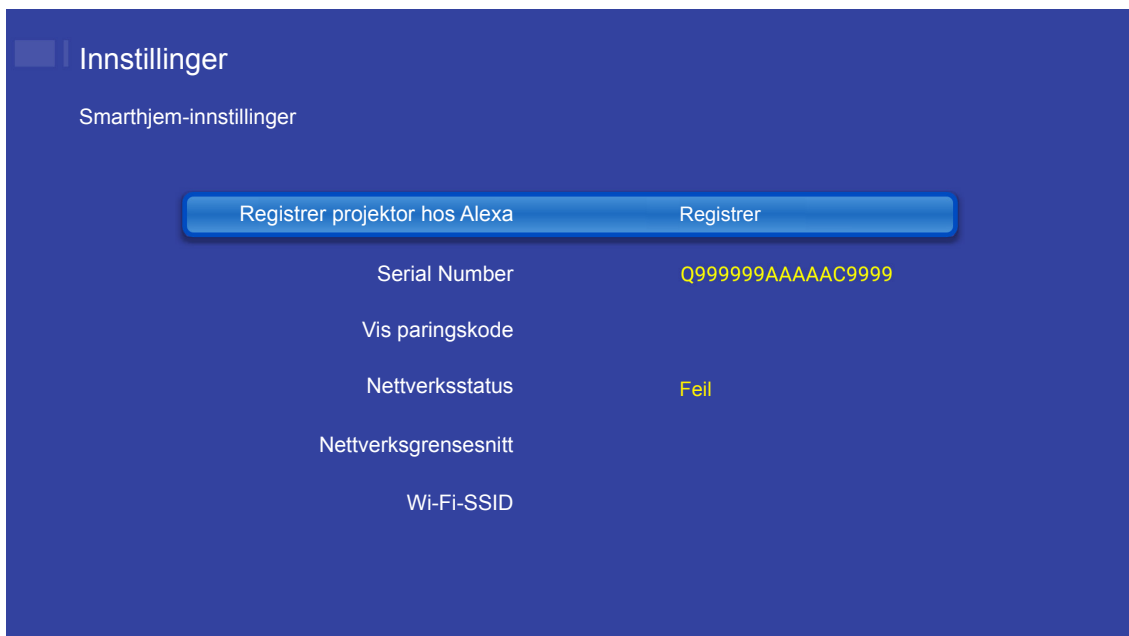 Innstillinger
Smarthjem-innstillinger
Registrer projektor hos Alexa Registrer
Serial Number Q999999AAAAAC9999
Vis paringskode
Nettverksstatus Feil
Nettverksgrensesnitt
Wi-Fi-SSID